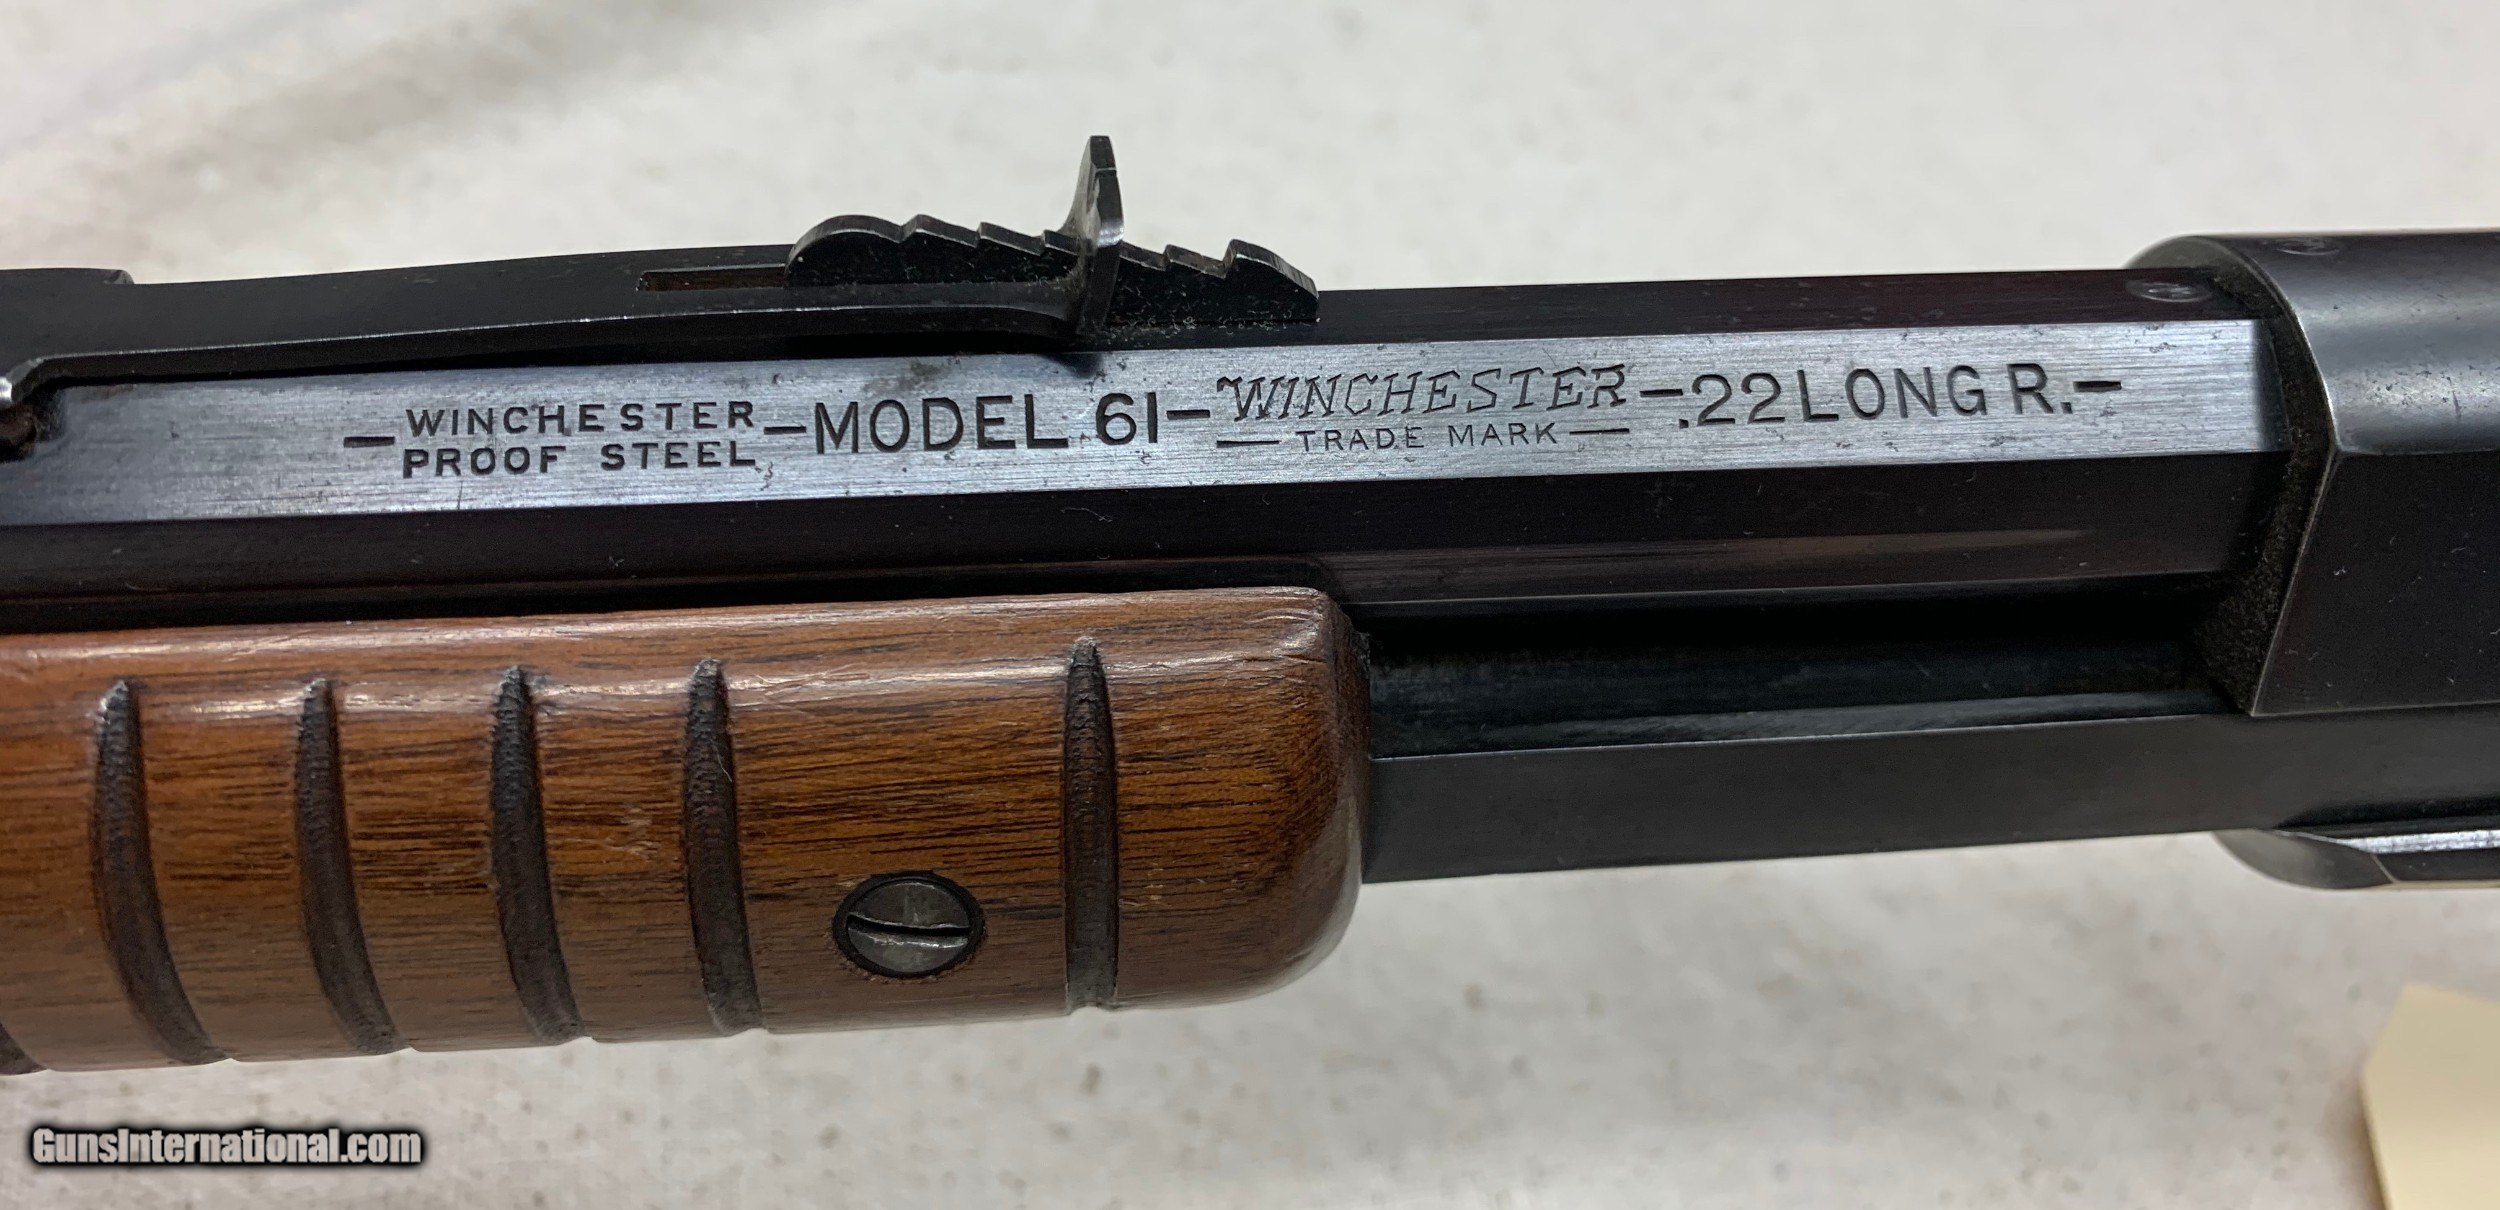 -WINCHESTER PROOF STEEL- MODEL 61- WINCHESTER -.22 LONG R.-
TRADE MARK
GunsInternational.com